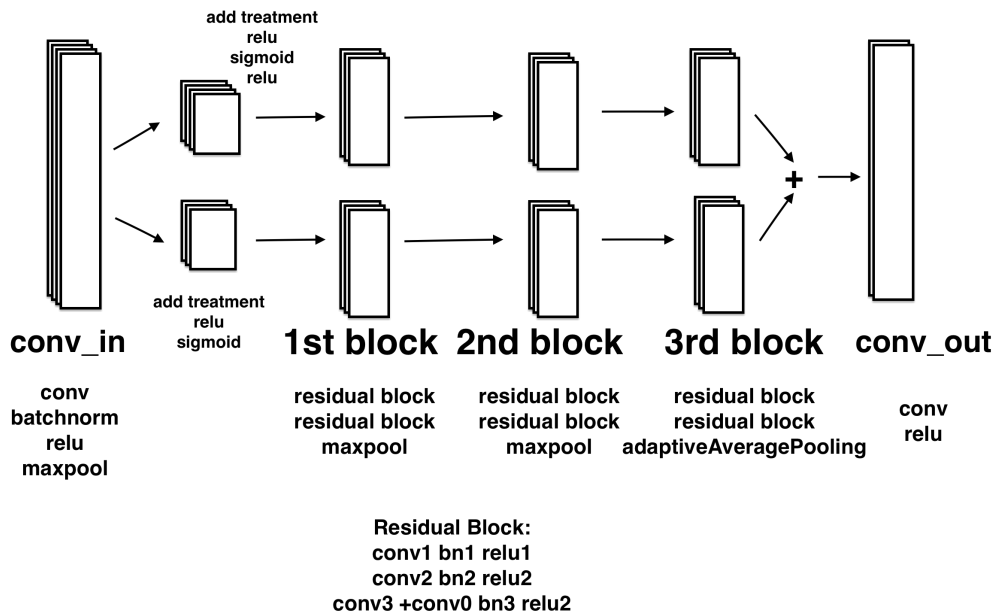 add treatment
relu
sigmoid
relu
+
add treatment
relu
sigmoid
conv_in
1st block
2nd block
3rd block
conv_out
conv
batchnorm
relu
maxpool
residual block
residual block
maxpool
residual block
residual block
maxpool
residual block
residual block
adaptiveAveragePooling
conv
relu
Residual Block:
conv1 bn1 relu1
conv2 bn2 relu2
conv3 +conv0 bn3 relu2